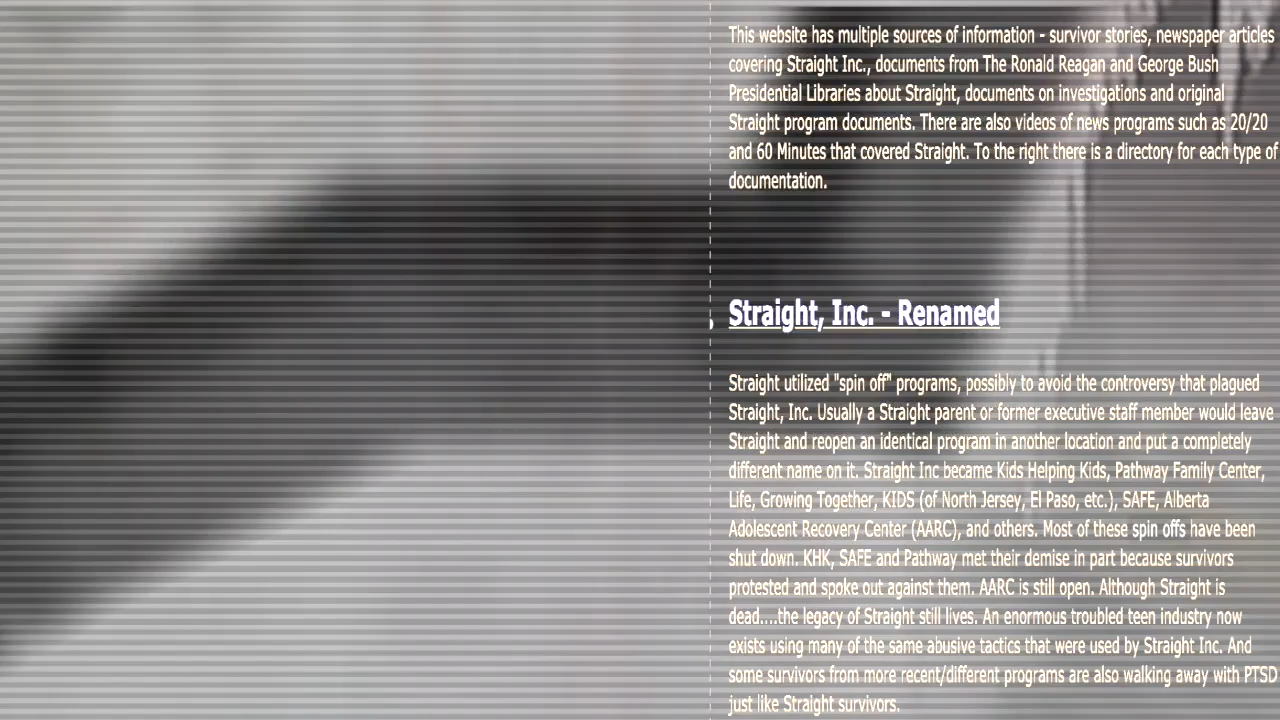 This website has multiple sources of information - survivor stories, newspaper articles
covering Straight Inc., documents from The Ronald Reagan and George Bush
Presidential Libraries about Straight, documents on investigations and original
Straight program documents. There are also videos of news programs such as 20/20
and 60 Minutes that covered Straight. To the right there is a directory for each type of
documentation.
Straight, Inc. - Renamed
Straight utilized "spin off" programs, possibly to avoid the controversy that plagued
Straight, Inc. Usually a Straight parent or former executive staff member would leave
Straight and reopen an identical program in another location and put a completely
different name on it. Straight Inc became Kids Helping Kids, Pathway Family Center,
Life, Growing Together, KIDS (of North Jersey, El Paso, etc.), SAFE, Alberta
Adolescent Recovery Center (AARC), and others. Most of these spin offs have been
shut down. KHK, SAFE and Pathway met their demise in part because survivors
protested and spoke out against them. AARC is still open. Although Straight is
dead....the legacy of Straight still lives. An enormous troubled teen industry now
exists using many of the same abusive tactics that were used by Straight Inc. And
some survivors from more recent/different programs are also walking away with PTSD
just like Straight survivors.